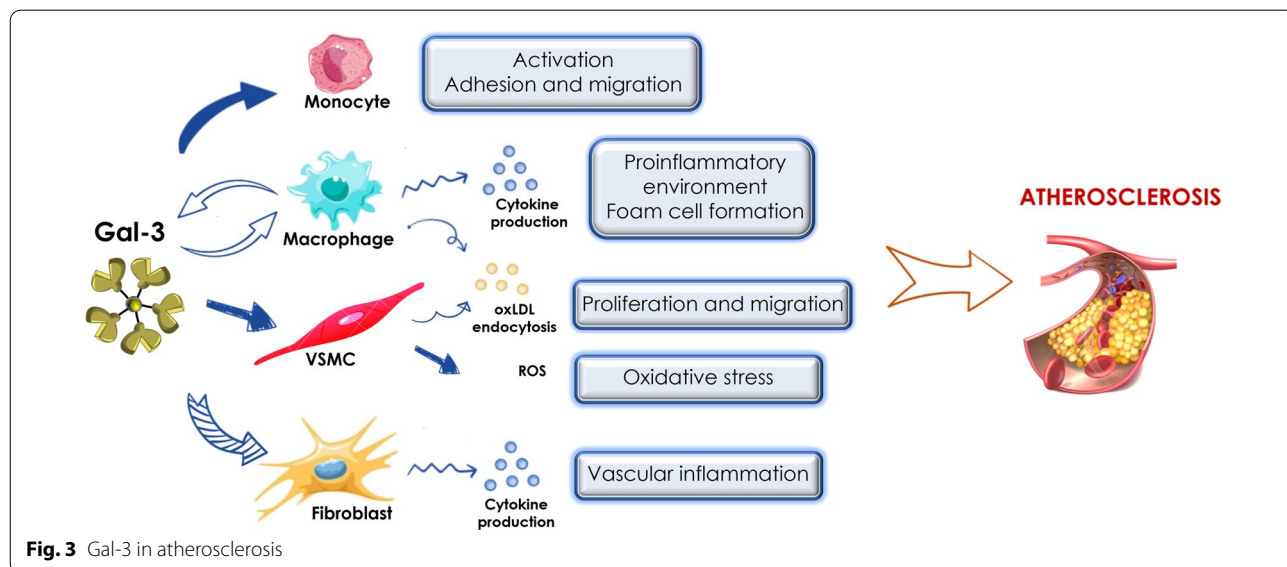 Monocyte
Activation
Adhesion and migration
Gal-3
Macrophage
Cytokine
production
Proinflammatory
environment
Foam cell formation
VSMC
oxLDL
endocytosis
Proliferation and migration
ROS
Oxidative stress
Fibroblast
Cytokine
production
Vascular inflammation
ATHEROSCLEROSIS
Fig. 3 Gal-3 in atherosclerosis